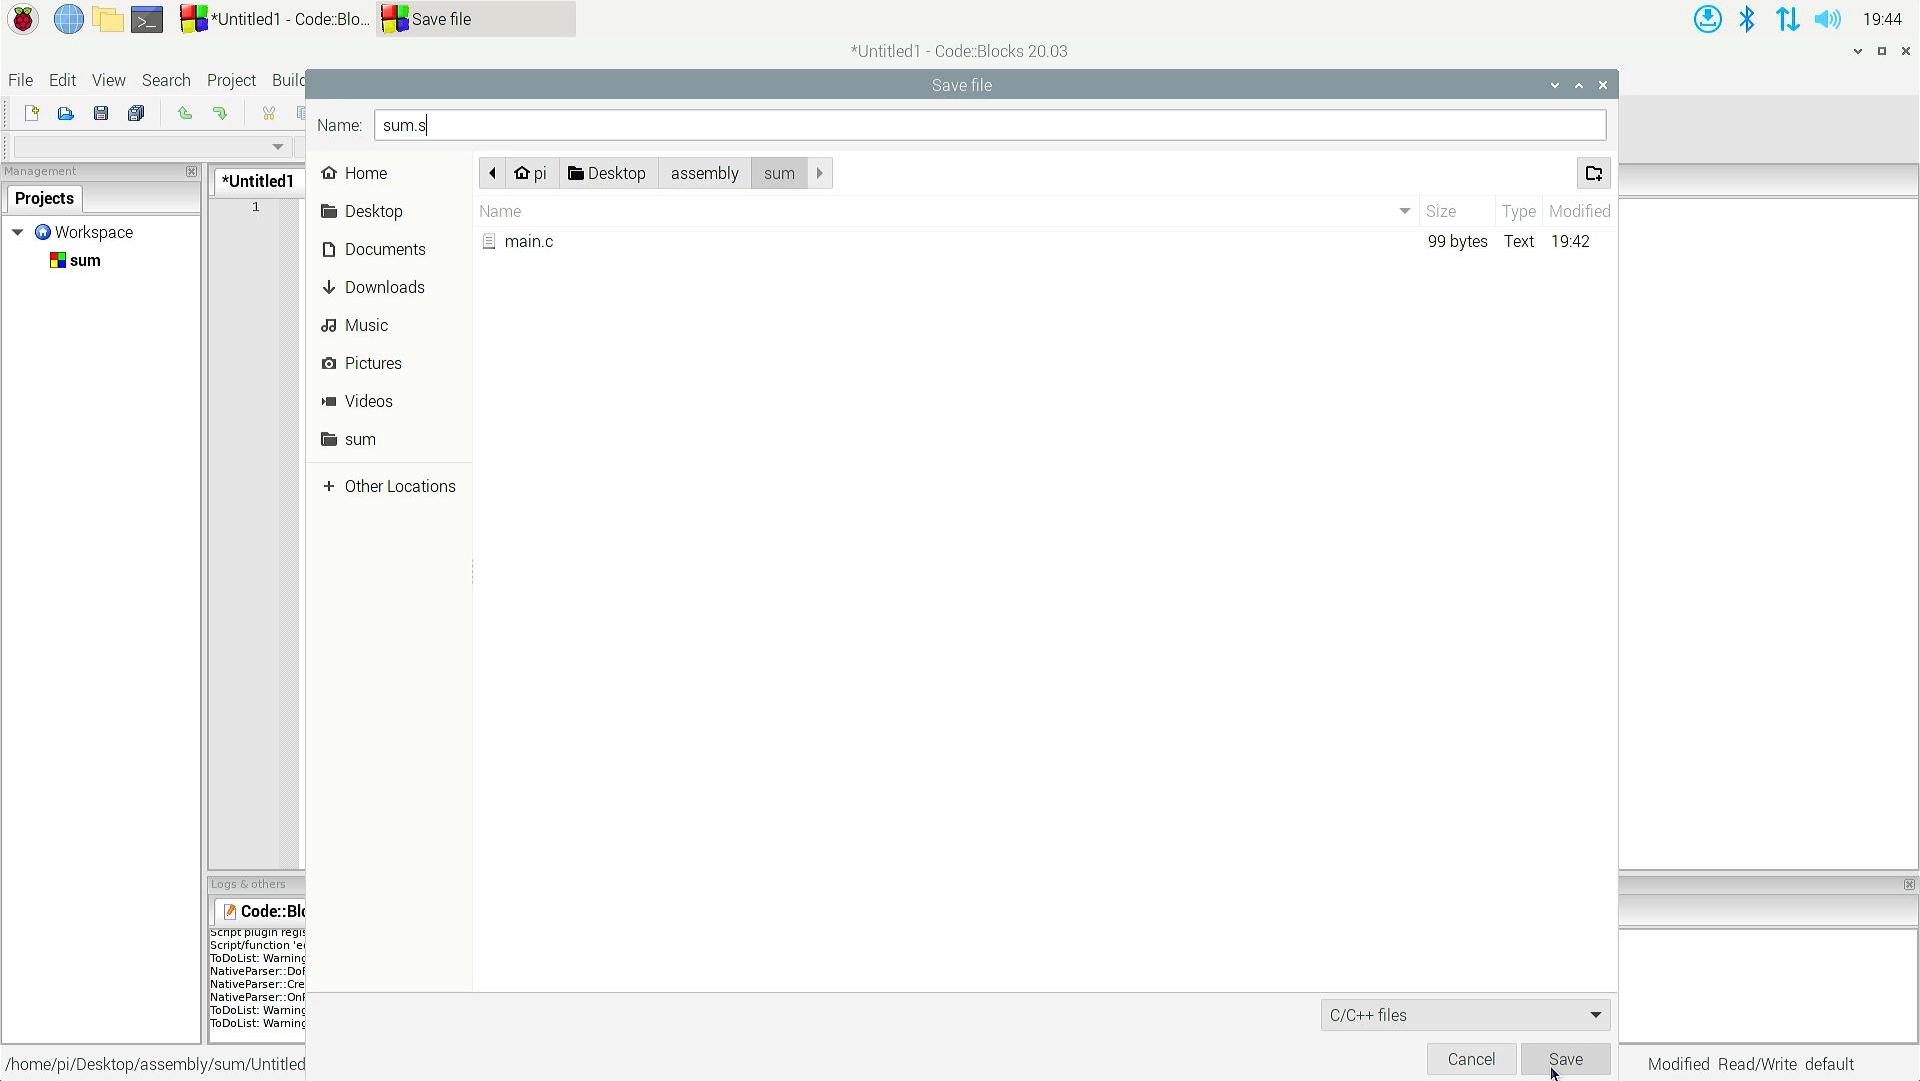 *Untitled1 - Code::Blo...
Save file
19:44
*Untitled1 - Code::Blocks 20.03
File Edit View Search Project Build
Save file
Name: sum.s
Management
Projects
Workspace
sum
*Untitled1
1
Home
Desktop
Documents
Downloads
Music
Pictures
Videos
sum
Other Locations
pi Desktop assembly sum
Name Size Type Modified
main.c 99 bytes Text 19:42
Logs & others
Code::Blo
Script plugin regis
Script/function 'e
ToDoList: Warning
NativeParser::DoP
NativeParser::Cre
NativeParser::OnP
ToDoList: Warning
ToDoList: Warning
C/C++ files
Cancel Save
/home/pi/Desktop/assembly/sum/Untitled
Modified Read/Write default